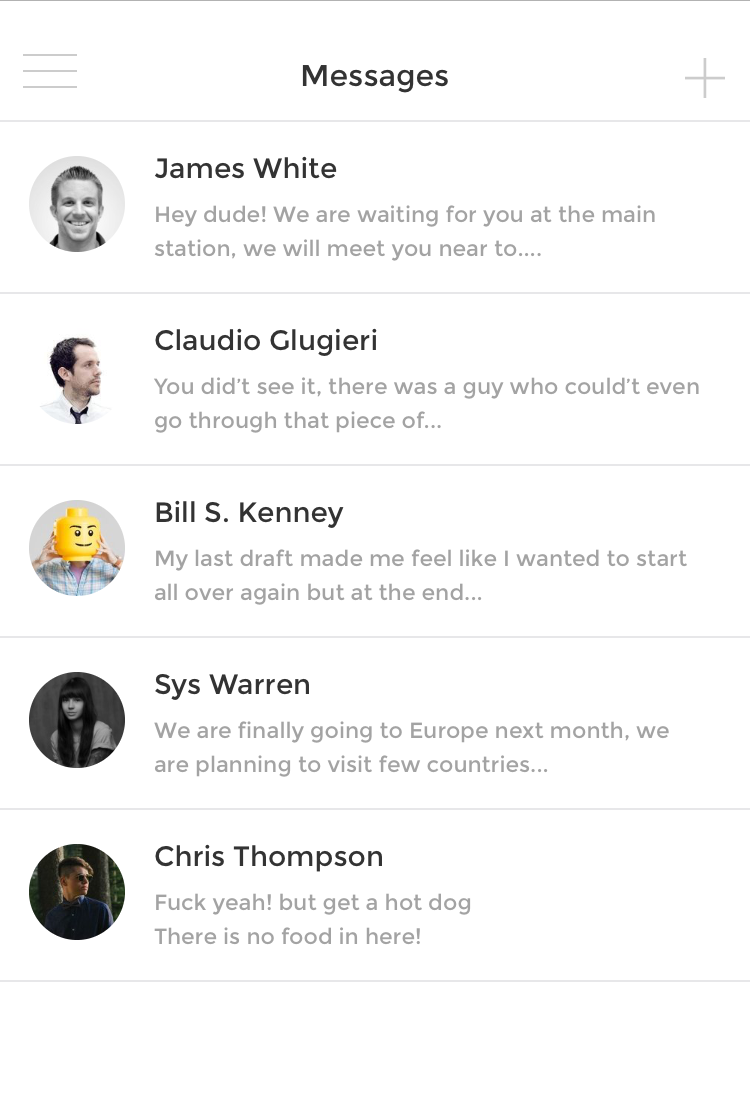 Messages
James White
Hey dude! We are waiting for you at the main
station, we will meet you near to....
Claudio Glugieri
You did’t see it, there was a guy who could’t even
go through that piece of...
Bill S. Kenney
My last draft made me feel like I wanted to start
all over again but at the end...
Sys Warren
We are finally going to Europe next month, we
are planning to visit few countries...
Chris Thompson
Fuck yeah! but get a hot dog
There is no food in here!